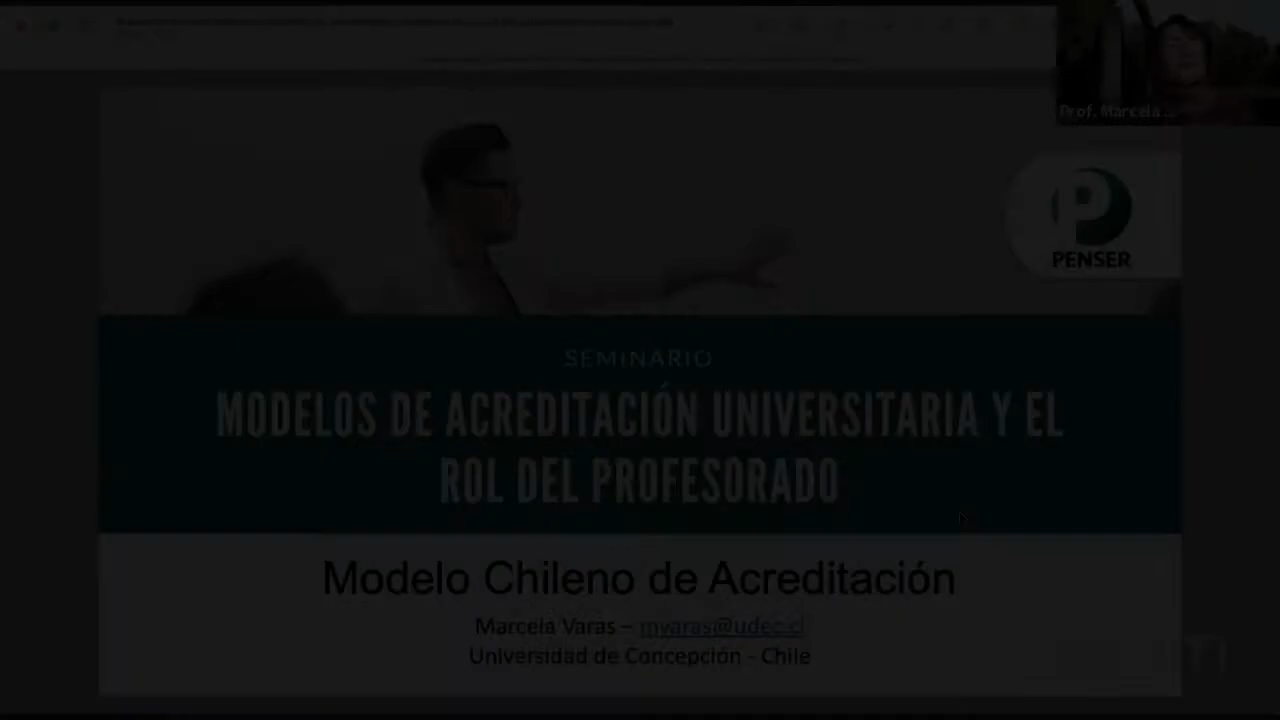 Prof. Marcela
PENSER
SEMINARIO
MODELOS DE ACREDITACIÓN UNIVERSITARIA Y EL
ROL DEL PROFESORADO
Modelo Chileno de Acreditación
Marcela Varas – mvaras@udec.cl
Universidad de Concepción - Chile